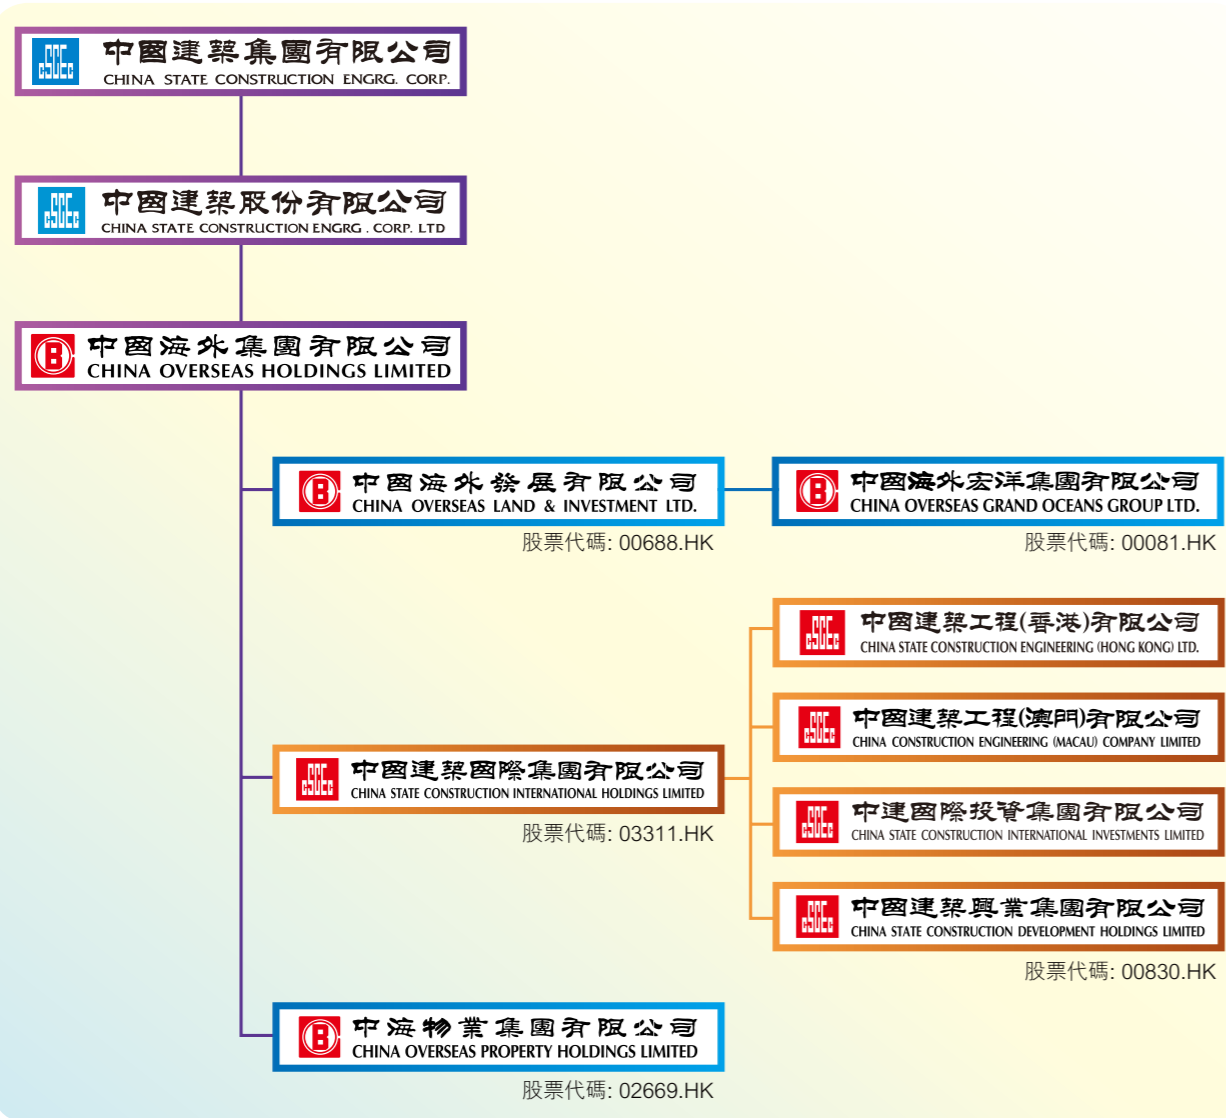 中國建築集團有限公司
CHINA STATE CONSTRUCTION ENGRG. CORP.
中國建築股份有限公司
CHINA STATE CONSTRUCTION ENGRG . CORP. LTD
中國海外集團有限公司
CHINA OVERSEAS HOLDINGS LIMITED
中國海外發展有限公司
CHINA OVERSEAS LAND & INVESTMENT LTD.
股票代碼: 00688.HK
中國海外宏洋集團有限公司
CHINA OVERSEAS GRAND OCEANS GROUP LTD.
股票代碼: 00081.HK
中國建築國際集團有限公司
CHINA STATE CONSTRUCTION INTERNATIONAL HOLDINGS LIMITED
股票代碼: 03311.HK
中國建築工程(香港)有限公司
CHINA STATE CONSTRUCTION ENGINEERING (HONG KONG) LTD.
中國建築工程(澳門)有限公司
CHINA CONSTRUCTION ENGINEERING (MACAU) COMPANY LIMITED
中建國際投資集團有限公司
CHINA STATE CONSTRUCTION INTERNATIONAL INVESTMENTS LIMITED
中國建築興業集團有限公司
CHINA STATE CONSTRUCTION DEVELOPMENT HOLDINGS LIMITED
股票代碼: 00830.HK
中海物業集團有限公司
CHINA OVERSEAS PROPERTY HOLDINGS LIMITED
股票代碼: 02669.HK